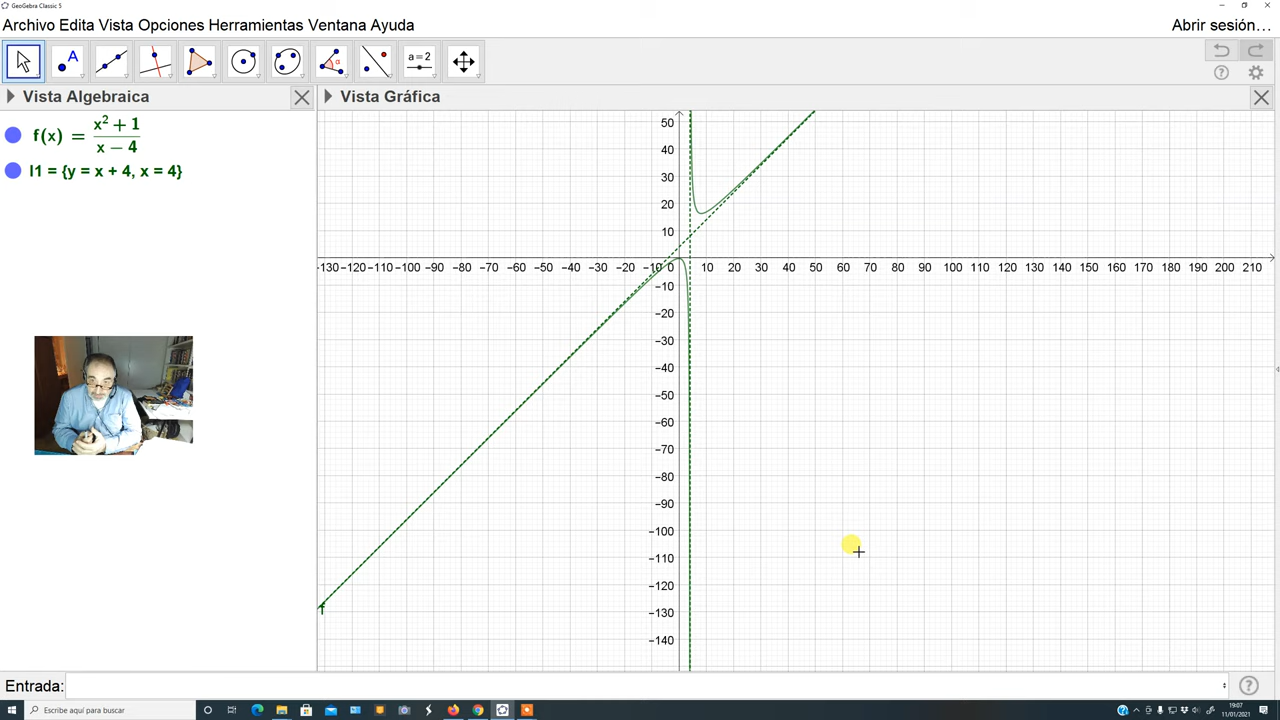 GeoGebra Classic 5
Archivo Edita Vista Opciones Herramientas Ventana Ayuda
Abrir sesión…
A
α
a=2
Vista Algebraica
Vista Gráfica
f(x) = (x² + 1)/(x − 4)
l1 = {y = x + 4, x = 4}
50
40
30
20
10
-130 -120 -110 -100 -90 -80 -70 -60 -50 -40 -30 -20 -10 0 10 20 30 40 50 60 70 80 90 100 110 120 130 140 150 160 170 180 190 200 210
-10
-20
-30
-40
-50
-60
-70
-80
-90
-100
-110
-120
-130
-140
f
Entrada:
Escribe aquí para buscar
19:07
11/01/2021